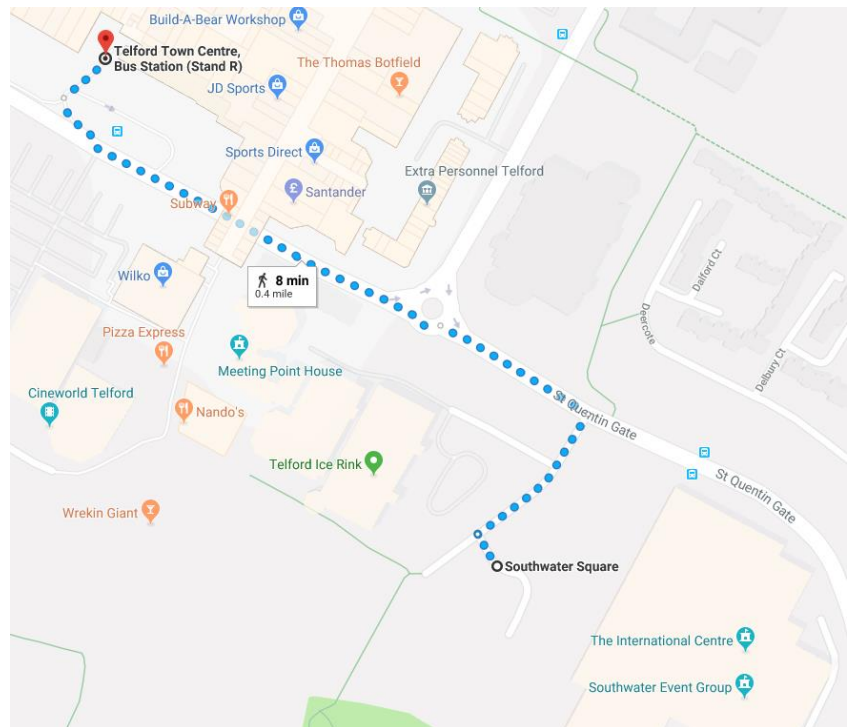 Build-A-Bear Workshop
Telford Town Centre,
Bus Station (Stand R)
The Thomas Botfield
JD Sports
Sports Direct
Extra Personnel Telford
£
Santander
Subway
Wilko
8 min
0.4 mile
Dalford Ct
Deercote
Delbury Ct
Pizza Express
Meeting Point House
Cineworld Telford
Nando's
St Quentin Gate
Telford Ice Rink
St Quentin Gate
Wrekin Giant
Southwater Square
The International Centre
Southwater Event Group